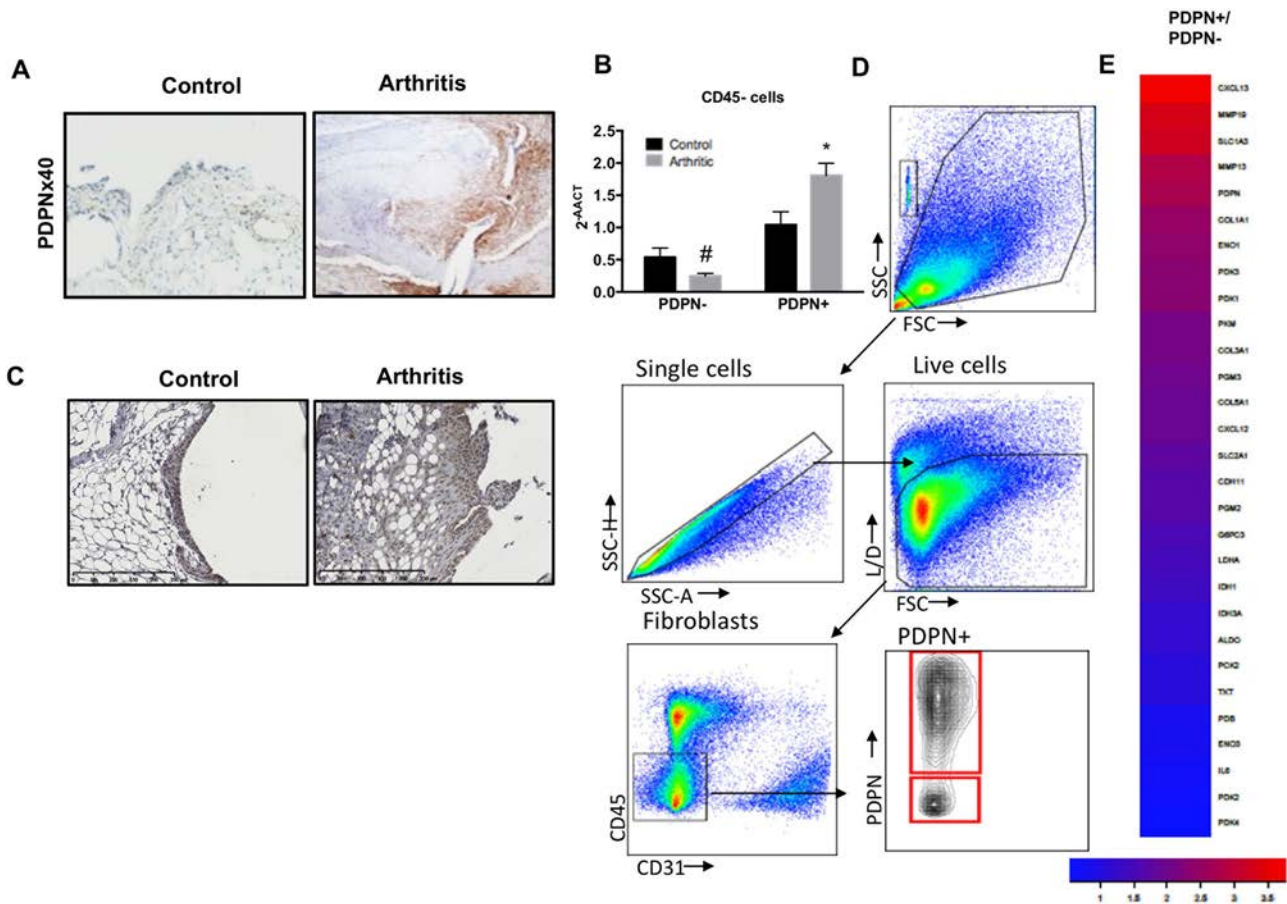 A
Control
Arthritis
PDPNx40
B
CD45- cells
2.5
2.0
1.5
1.0
0.5
0.0
Control
Arthritic
*
#
2-ΔACT
PDPN-
PDPN+
C
Control
Arthritis
D
SSC
FSC
Single cells
SSC-H
SSC-A
Live cells
L/D
FSC
Fibroblasts
CD45
CD31
PDPN+
PDPN
PDPN+/
PDPN-
E
CXCL13
MMP19
SLC1A3
MMP13
PDPN
COL1A1
ENO1
PDK3
PDK1
PKM
COL3A1
PGM3
COL5A1
CXCL12
SLC2A1
CDH11
PGM2
G6PC3
LDHA
IDH1
IDH3A
ALDO
PCK2
TKT
ENO3
IL6
PDK2
PDK4
1
1.5
2
2.5
3
3.5